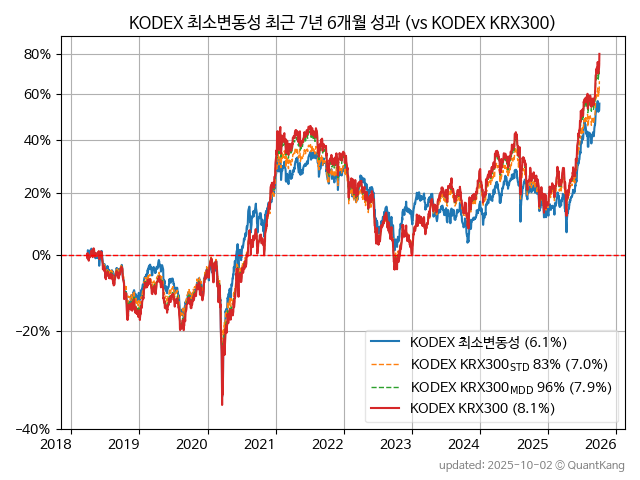 KODEX 최소변동성 최근 7년 6개월 성과 (vs KODEX KRX300)
80%
60%
40%
20%
0%
−20%
−40%
KODEX 최소변동성 (6.1%)
KODEX KRX300STD 83% (7.0%)
KODEX KRX300MDD 96% (7.9%)
KODEX KRX300 (8.1%)
2018 2019 2020 2021 2022 2023 2024 2025 2026
updated: 2025-10-02 © QuantKang